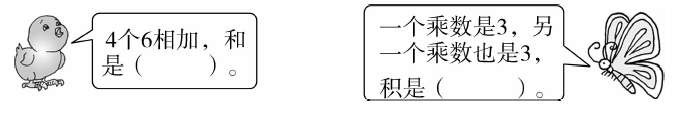 4个6相加，和
是（　　）。
一个乘数是3，另
一个乘数也是3，
积是（　　）。